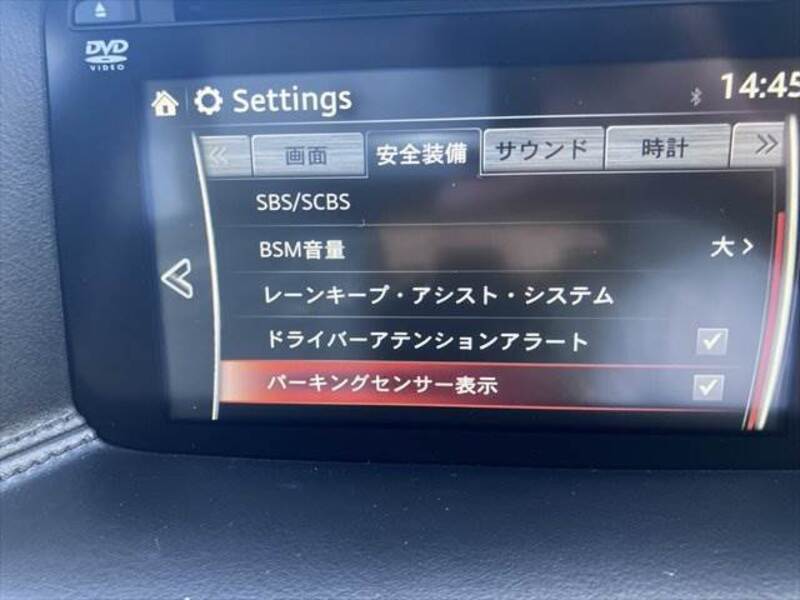 DVD
VIDEO
Settings 14:45
画面 安全装備 サウンド 時計
SBS/SCBS
BSM音量 大
レーンキープ・アシスト・システム
ドライバーアテンションアラート
パーキングセンサー表示